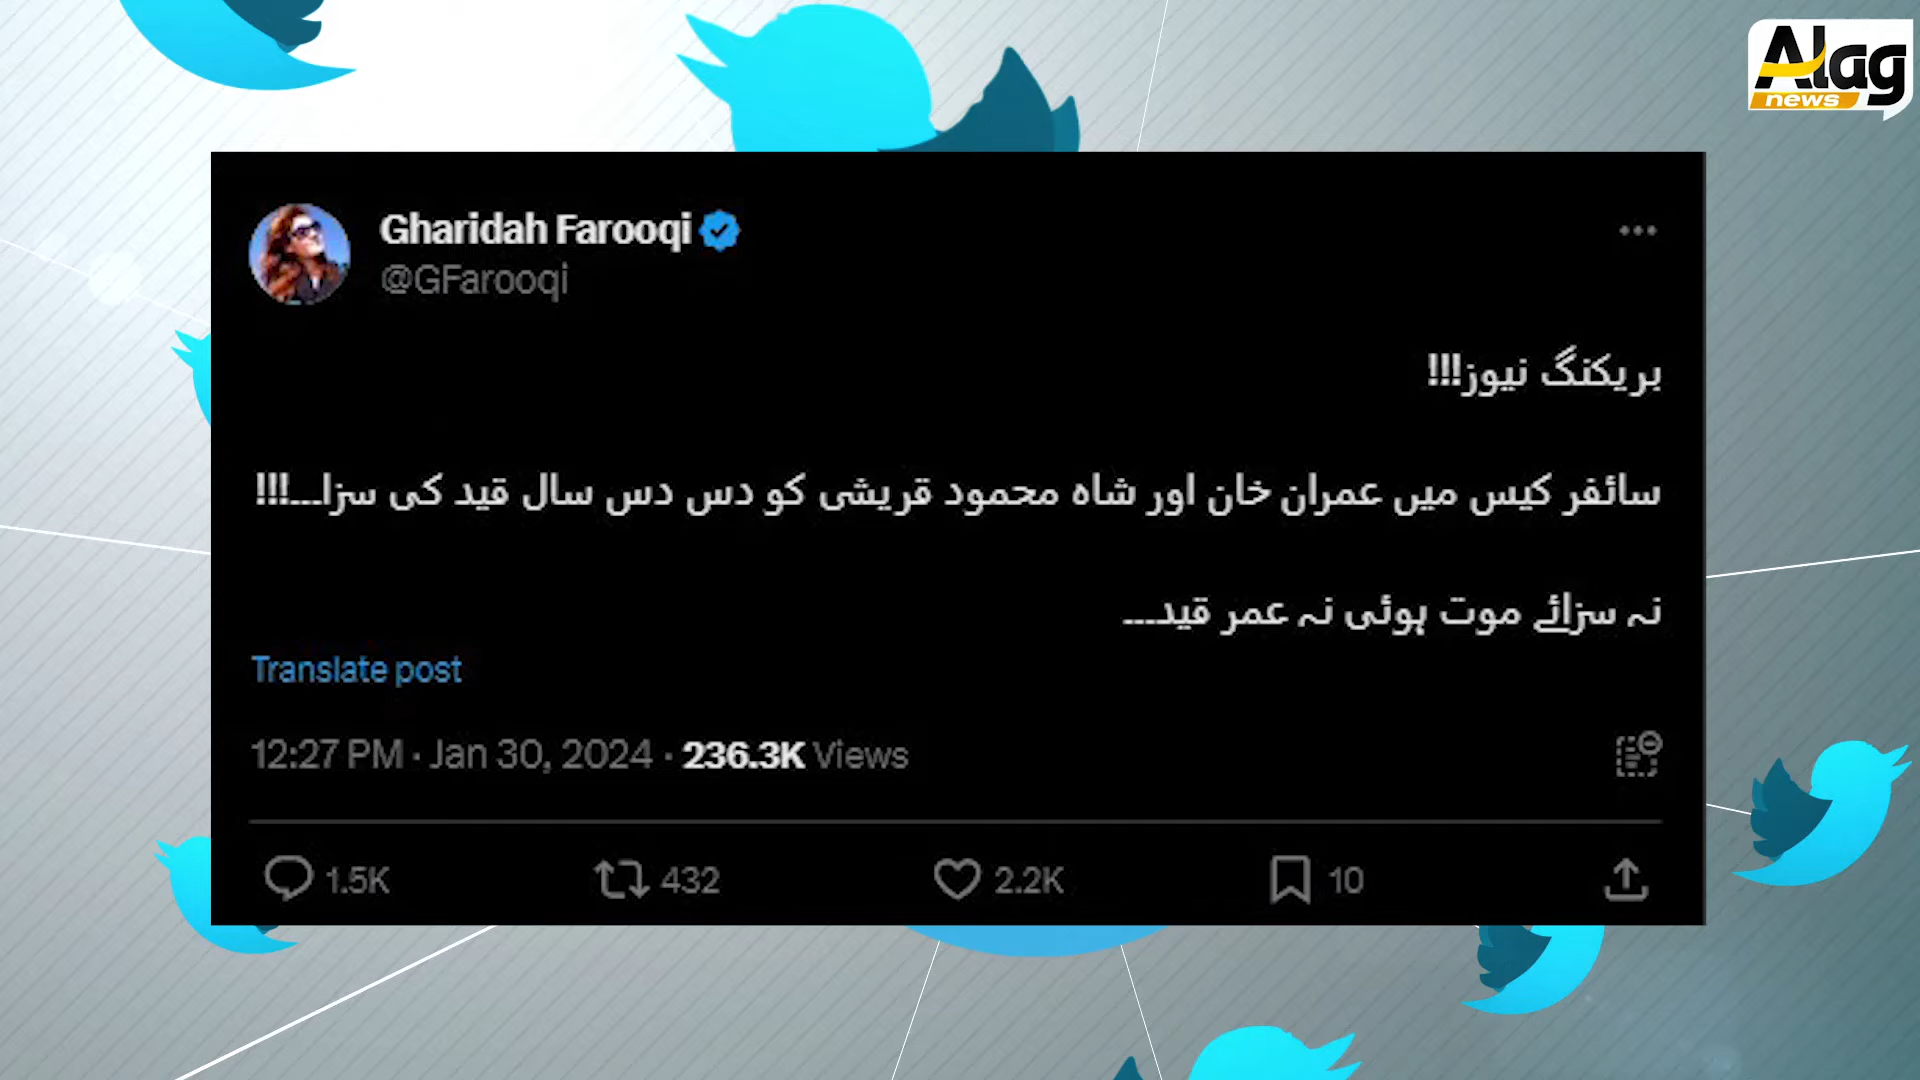 Alag
news
Gharidah Farooqi
@GFarooqi
بریکنگ نیوز!!!
سائفر کیس میں عمران خان اور شاہ محمود قریشی کو دس دس سال قید کی سزا۔۔۔!!!
نہ سزائے موت ہوئی نہ عمر قید۔۔۔
Translate post
12:27 PM · Jan 30, 2024 · 236.3K Views
1.5K 432 2.2K 10